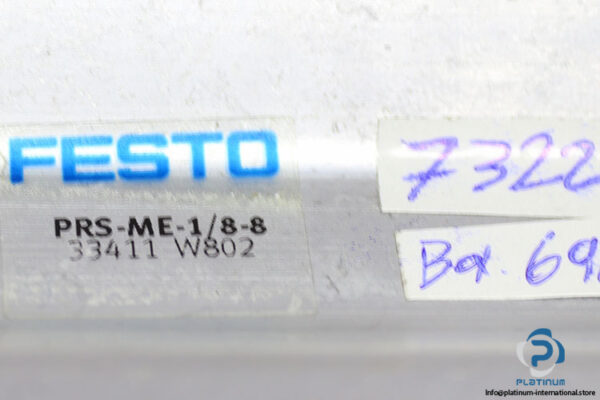 FESTO
PRS-ME-1/8-8
33411 W802
7322
Box. 69
PLATINUM
Info@platinum-international.store